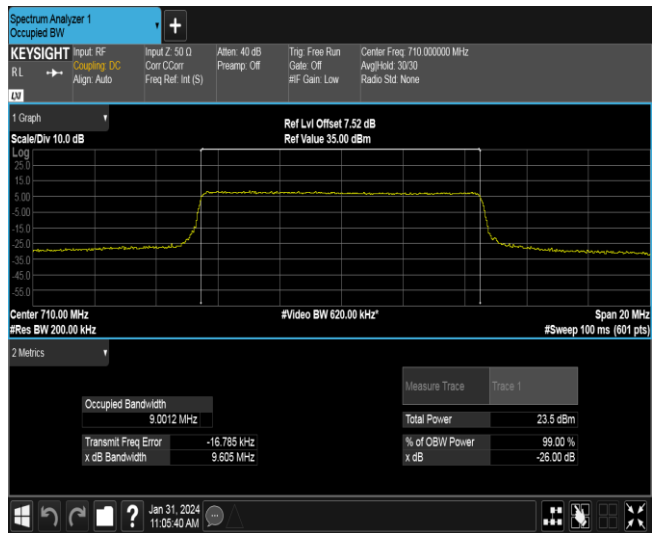 Spectrum Analyzer 1
Occupied BW
+
KEYSIGHT
RL
LXI
Input: RF
Coupling: DC
Align: Auto
Input Z: 50 Ω
Corr CCorr
Freq Ref: Int (S)
Atten: 40 dB
Preamp: Off
Trig: Free Run
Gate: Off
#IF Gain: Low
Center Freq: 710.000000 MHz
Avg|Hold: 30/30
Radio Std: None
1 Graph
Scale/Div 10.0 dB
Ref Lvl Offset 7.52 dB
Ref Value 35.00 dBm
Log
25.0
15.0
5.00
-5.00
-15.0
-25.0
-35.0
-45.0
-55.0
Center 710.00 MHz
#Video BW 620.00 kHz*
Span 20 MHz
#Res BW 200.00 kHz
#Sweep 100 ms (601 pts)
2 Metrics
Measure Trace
Trace 1
Occupied Bandwidth
9.0012 MHz
Total Power
23.5 dBm
Transmit Freq Error
-16.785 kHz
% of OBW Power
99.00 %
x dB Bandwidth
9.605 MHz
x dB
-26.00 dB
?
Jan 31, 2024
11:05:40 AM